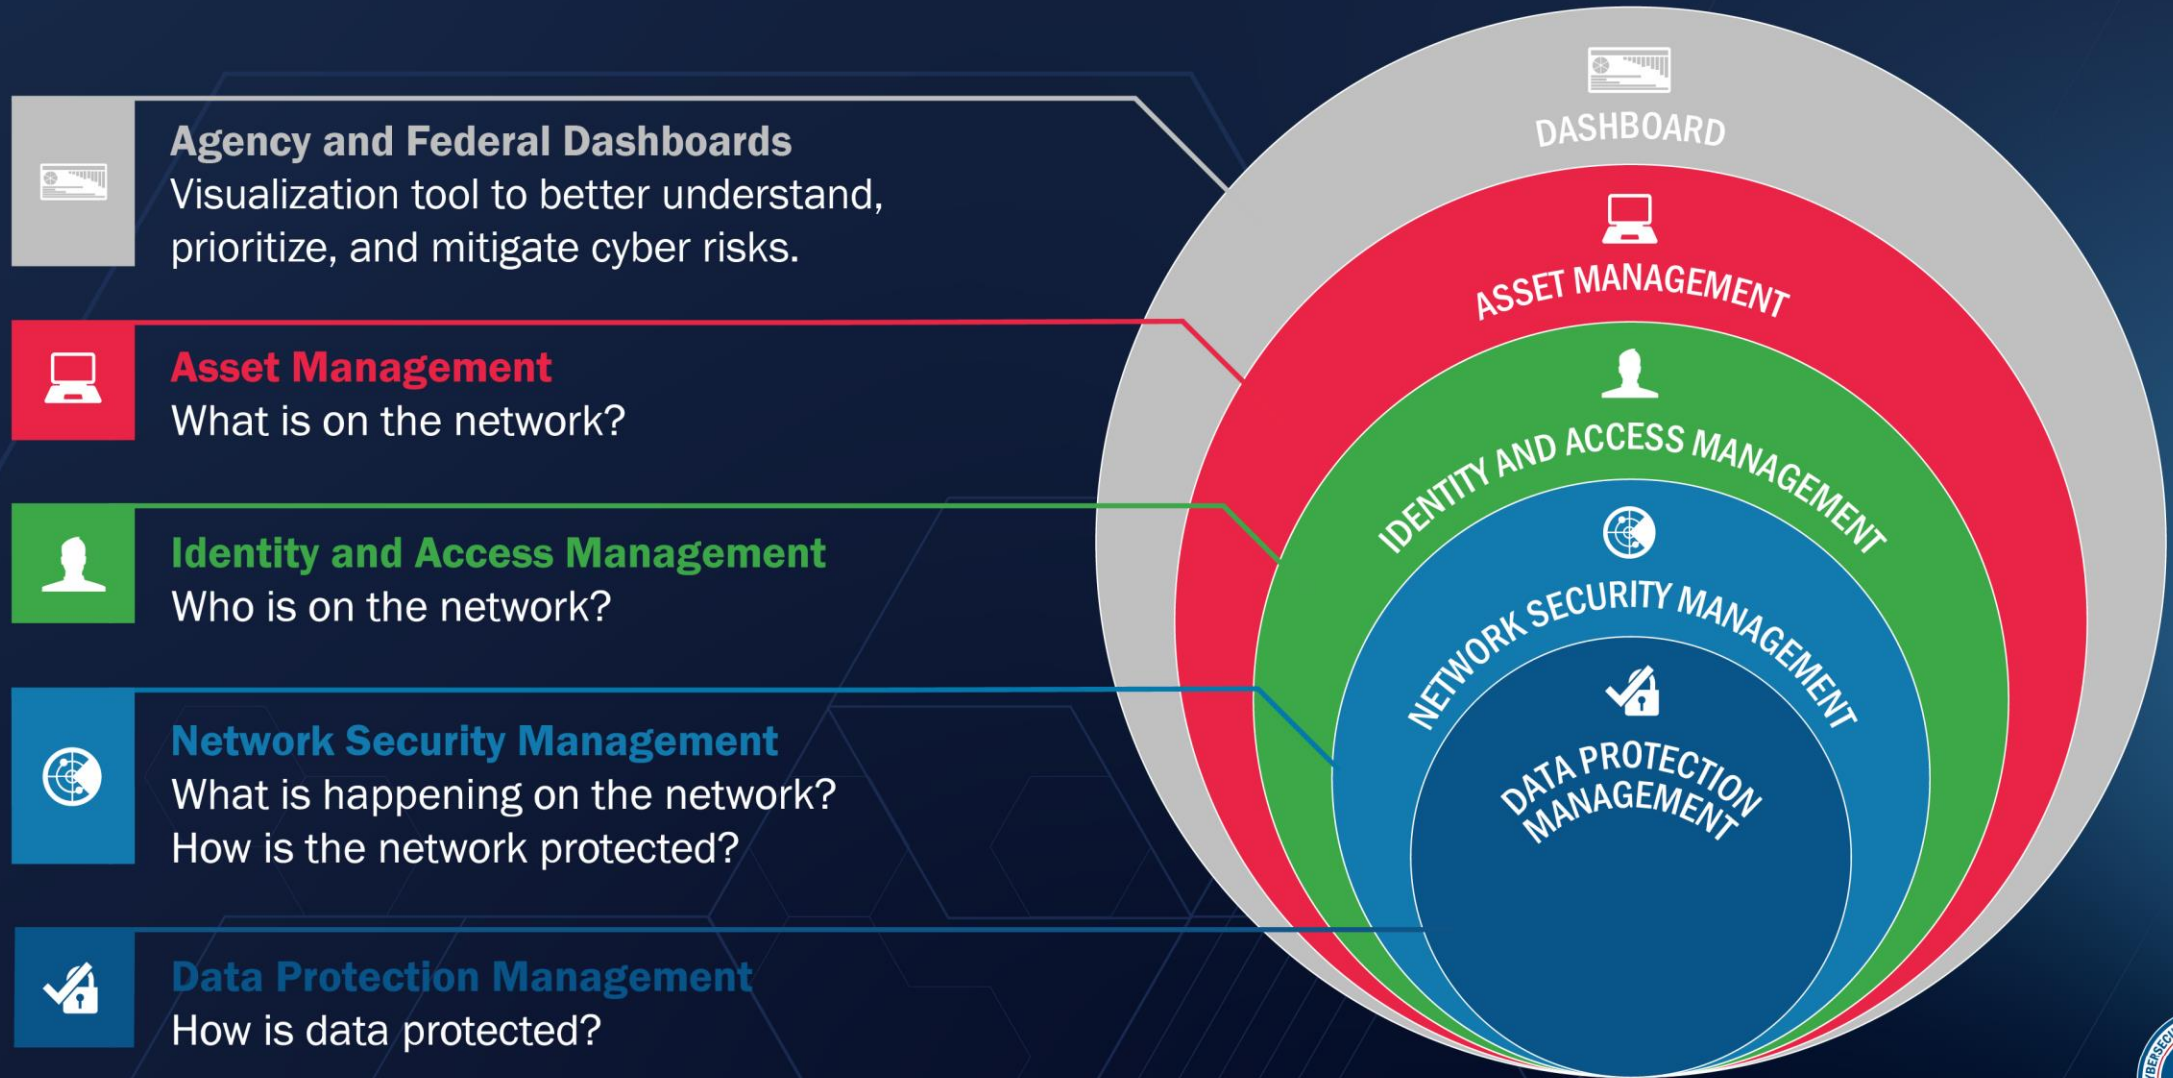 Agency and Federal Dashboards
Visualization tool to better understand,
prioritize, and mitigate cyber risks.
Asset Management
What is on the network?
Identity and Access Management
Who is on the network?
Network Security Management
What is happening on the network?
How is the network protected?
Data Protection Management
How is data protected?
DASHBOARD
ASSET MANAGEMENT
IDENTITY AND ACCESS MANAGEMENT
NETWORK SECURITY MANAGEMENT
DATA PROTECTION
MANAGEMENT